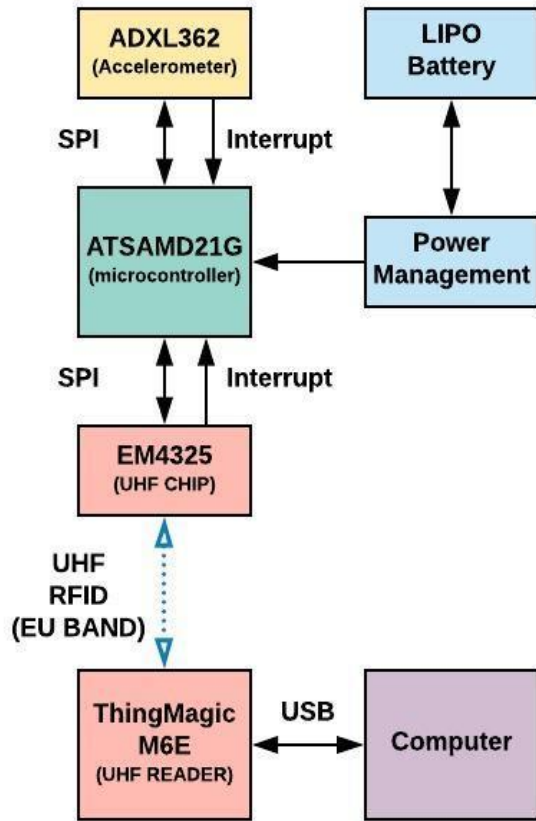 ADXL362
(Accelerometer)
LIPO
Battery
SPI
Interrupt
ATSAMD21G
(microcontroller)
Power
Management
SPI
Interrupt
EM4325
(UHF CHIP)
UHF
RFID
(EU BAND)
ThingMagic
M6E
(UHF READER)
USB
Computer